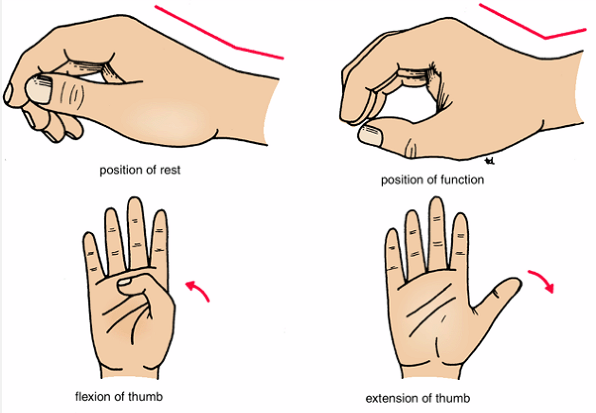 position of rest
position of function
flexion of thumb
extension of thumb